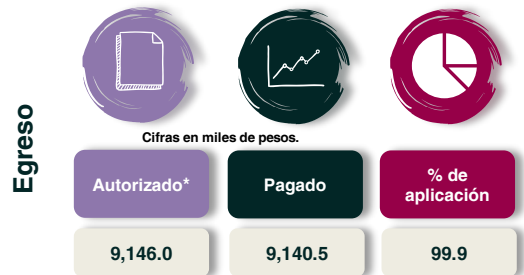 Egreso
Cifras en miles de pesos.
Autorizado*
Pagado
% de
aplicación
9,146.0
9,140.5
99.9